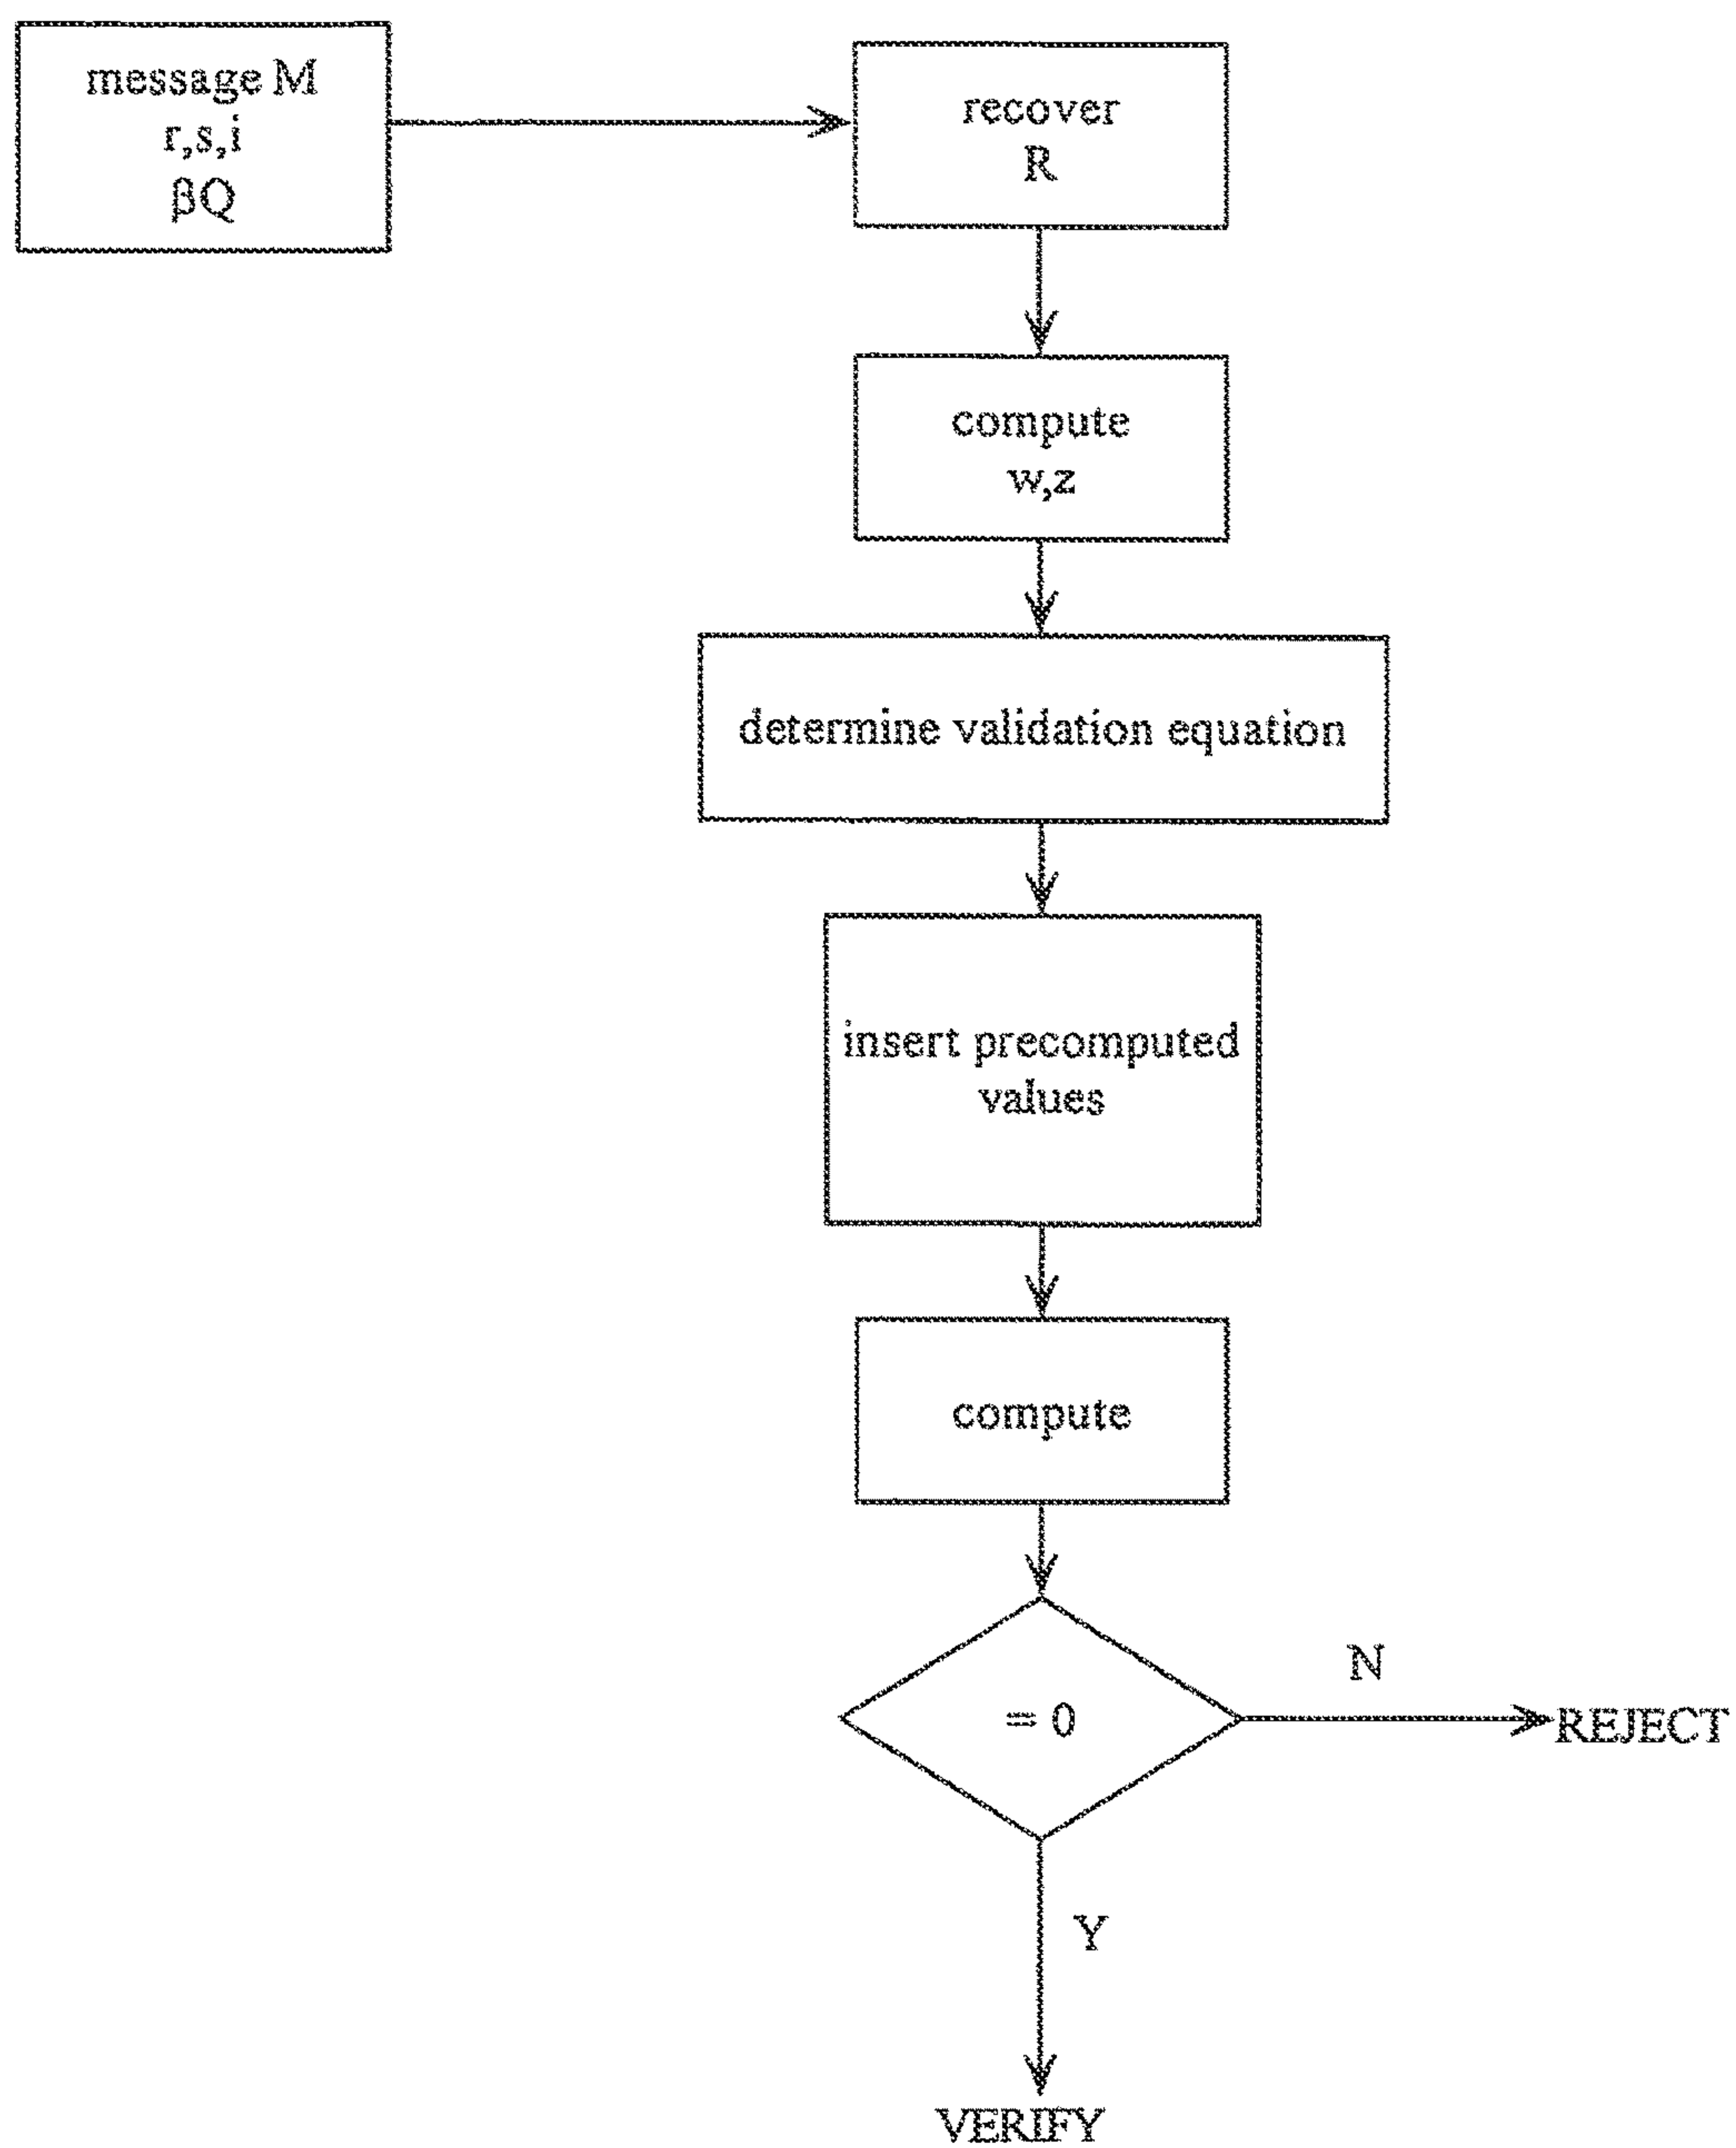 message M
r,s,i
βQ
recover
R
compute
w,z
determine validation equation
insert precomputed
values
compute
= 0
N
REJECT
Y
VERIFY